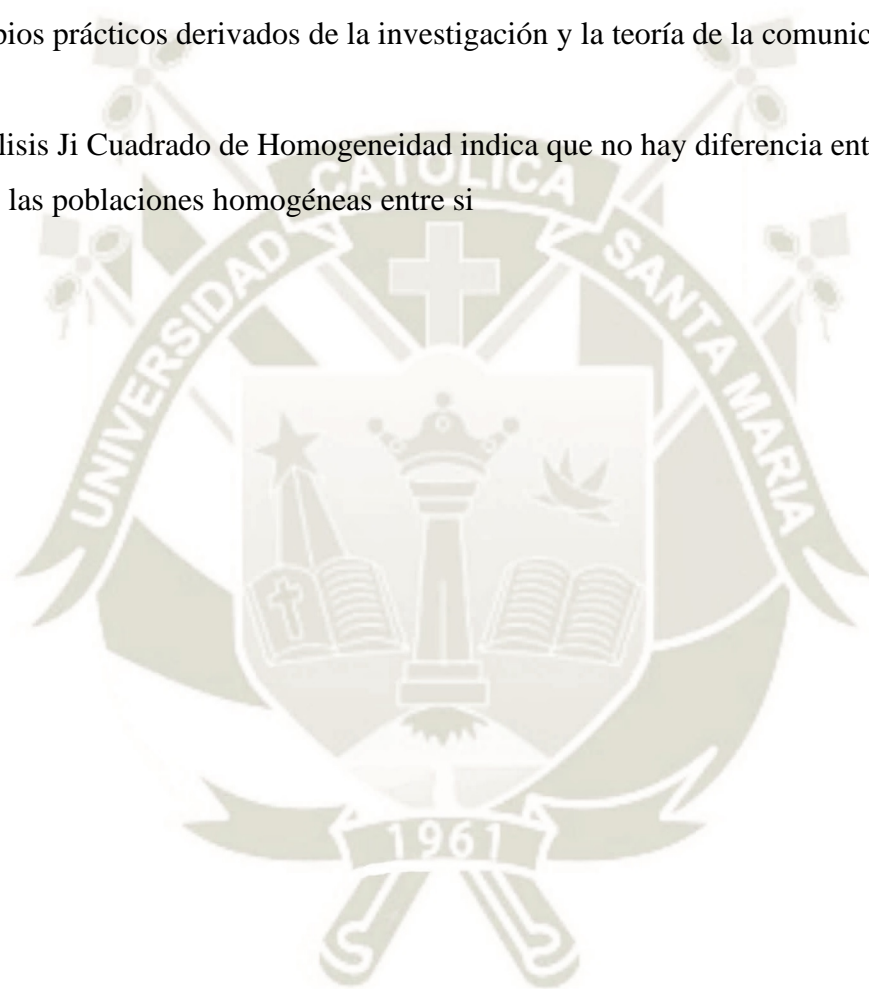 pios prácticos derivados de la investigación y la teoría de la comunic
lisis Ji Cuadrado de Homogeneidad indica que no hay diferencia ent
las poblaciones homogéneas entre si
UNIVERSIDAD CATOLICA SANTA MARIA
1961